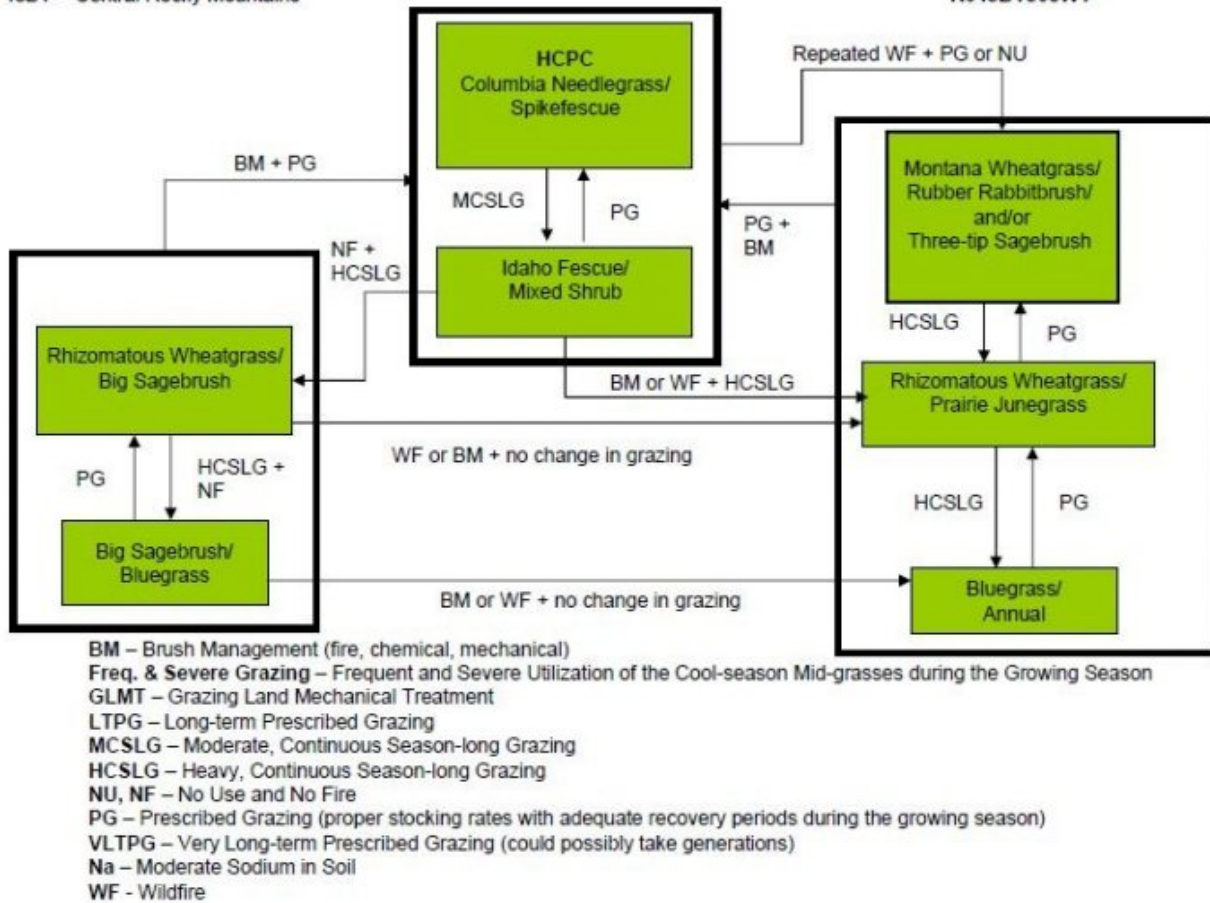 HCPC
Columbia Needlegrass/
Spikefescue
Repeated WF + PG or NU
BM + PG
MCSLG
PG
NF +
HCSLG
Idaho Fescue/
Mixed Shrub
PG +
BM
Montana Wheatgrass/
Rubber Rabbitbrush/
and/or
Three-tip Sagebrush
HCSLG
PG
Rhizomatous Wheatgrass/
Big Sagebrush
BM or WF + HCSLG
Rhizomatous Wheatgrass/
Prairie Junegrass
WF or BM + no change in grazing
PG
HCSLG +
NF
HCSLG
PG
Big Sagebrush/
Bluegrass
BM or WF + no change in grazing
Bluegrass/
Annual
BM – Brush Management (fire, chemical, mechanical)
Freq. & Severe Grazing – Frequent and Severe Utilization of the Cool-season Mid-grasses during the Growing Season
GLMT – Grazing Land Mechanical Treatment
LTPG – Long-term Prescribed Grazing
MCSLG – Moderate, Continuous Season-long Grazing
HCSLG – Heavy, Continuous Season-long Grazing
NU, NF – No Use and No Fire
PG – Prescribed Grazing (proper stocking rates with adequate recovery periods during the growing season)
VLTPG – Very Long-term Prescribed Grazing (could possibly take generations)
Na – Moderate Sodium in Soil
WF - Wildfire